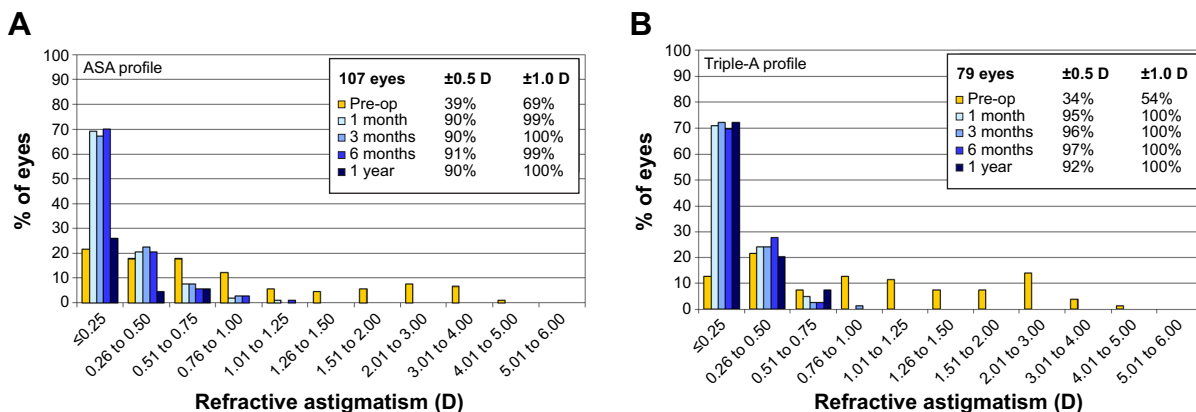 A
ASA profile
107 eyes ±0.5 D ±1.0 D
Pre-op 39% 69%
1 month 90% 99%
3 months 90% 100%
6 months 91% 99%
1 year 90% 100%
% of eyes
100
90
80
70
60
50
40
30
20
10
0
≤0.25
0.26 to 0.50
0.51 to 0.75
0.76 to 1.00
1.01 to 1.25
1.26 to 1.50
1.51 to 2.00
2.01 to 3.00
3.01 to 4.00
4.01 to 5.00
5.01 to 6.00
Refractive astigmatism (D)
B
Triple-A profile
79 eyes ±0.5 D ±1.0 D
Pre-op 34% 54%
1 month 95% 100%
3 months 96% 100%
6 months 97% 100%
1 year 92% 100%
% of eyes
100
90
80
70
60
50
40
30
20
10
0
≤0.25
0.26 to 0.50
0.51 to 0.75
0.76 to 1.00
1.01 to 1.25
1.26 to 1.50
1.51 to 2.00
2.01 to 3.00
3.01 to 4.00
4.01 to 5.00
5.01 to 6.00
Refractive astigmatism (D)